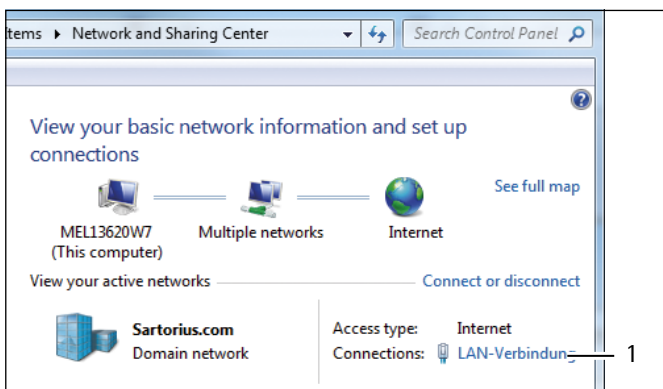 tems ▸ Network and Sharing Center
Search Control Panel
View your basic network information and set up
connections
See full map
MEL13620W7
(This computer)
Multiple networks
Internet
View your active networks
Connect or disconnect
Sartorius.com
Domain network
Access type: Internet
Connections: LAN-Verbindung
1